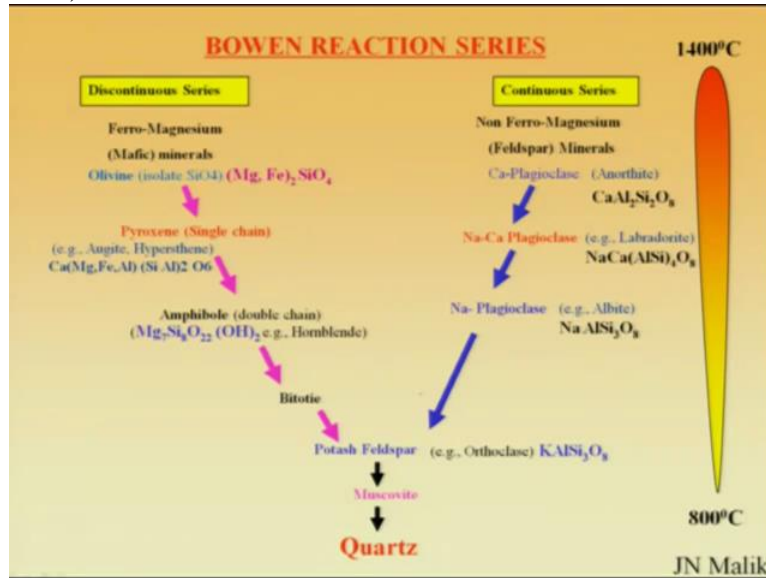 BOWEN REACTION SERIES
1400⁰C
Discontinuous Series
Continuous Series
Ferro-Magnesium
(Mafic) minerals
Non Ferro-Magnesium
(Feldspar) Minerals
Olivine (isolate SiO4) (Mg, Fe)₂ SiO₄
Ca-Plagioclase (Anorthite)
CaAl₂Si₂O₈
Pyroxene (Single chain)
(e.g., Augite, Hypersthene)
Ca(Mg,Fe,Al) (Si Al)2 O6
Na-Ca Plagioclase (e.g., Labradorite)
NaCa(AlSi)₄O₈
Amphibole (double chain)
(Mg₇Si₈O₂₂ (OH)₂ e.g., Hornblende)
Na- Plagioclase (e.g., Albite)
Na AlSi₃O₈
Bitotie
Potash Feldspar (e.g., Orthoclase) KAlSi₃O₈
Muscovite
Quartz
800⁰C
JN Malik